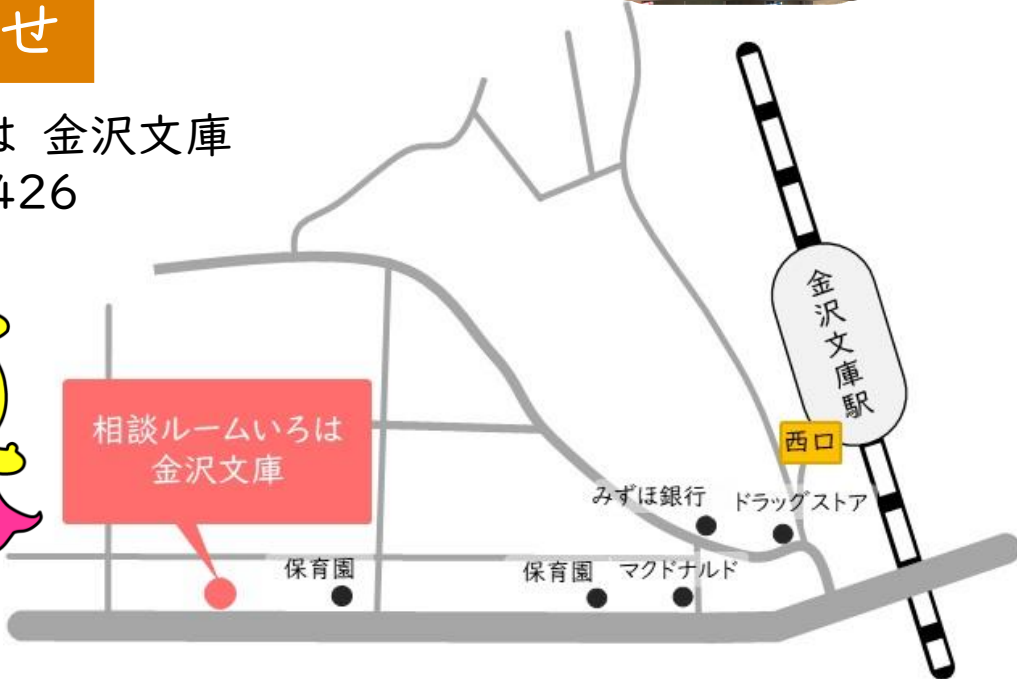 せ
は 金沢文庫
426
金沢文庫駅
西口
相談ルームいろは
金沢文庫
みずほ銀行
ドラッグストア
保育園
保育園
マクドナルド